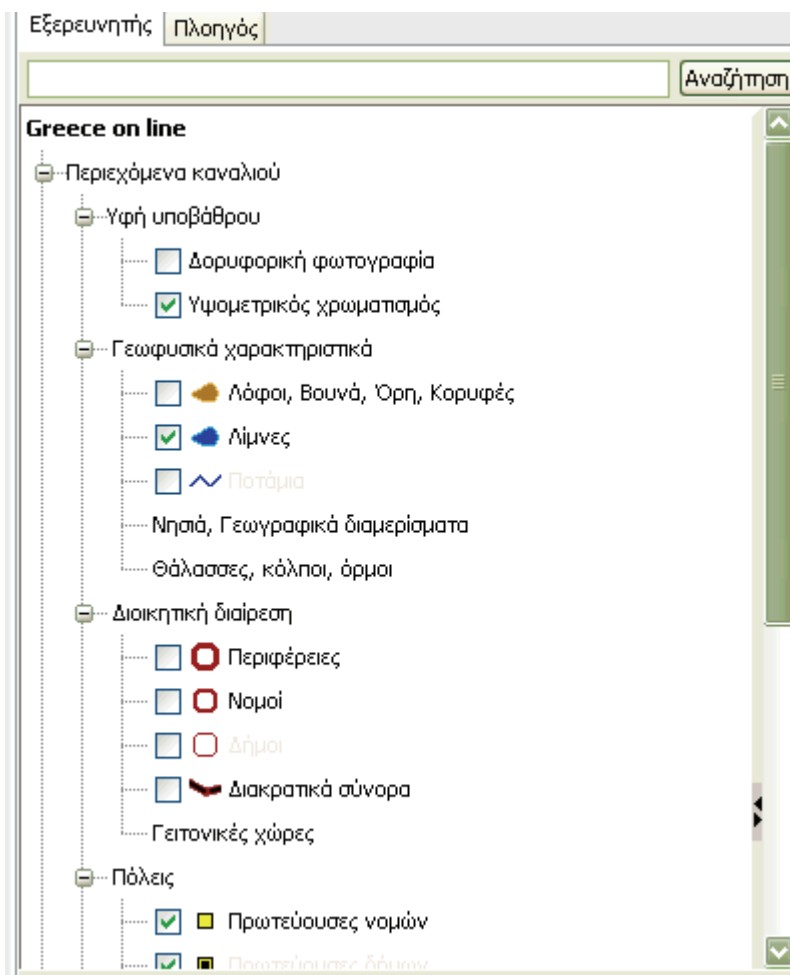 Εξερευνητής Πλοηγός
Αναζήτηση
Greece on line
Περιεχόμενα καναλιού
Υφή υποβάθρου
Δορυφορική φωτογραφία
Υψομετρικός χρωματισμός
Γεωφυσικά χαρακτηριστικά
Λόφοι, Βουνά, Όρη, Κορυφές
Λίμνες
Ποτάμια
Νησιά, Γεωγραφικά διαμερίσματα
Θάλασσες, κόλποι, όρμοι
Διοικητική διαίρεση
Περιφέρειες
Νομοί
Δήμοι
Διακρατικά σύνορα
Γειτονικές χώρες
Πόλεις
Πρωτεύουσες νομών
Πρωτεύουσες δήμων